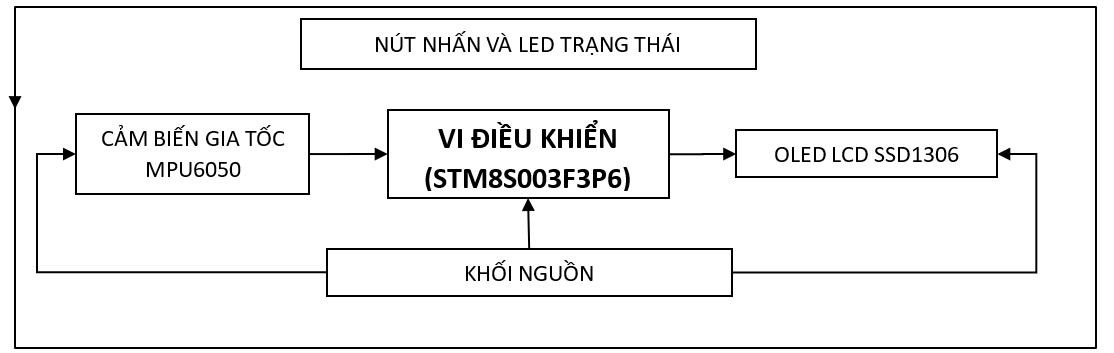 NÚT NHẤN VÀ LED TRẠNG THÁI
CẢM BIẾN GIA TỐC
MPU6050
VI ĐIỀU KHIỂN
(STM8S003F3P6)
OLED LCD SSD1306
KHỐI NGUỒN